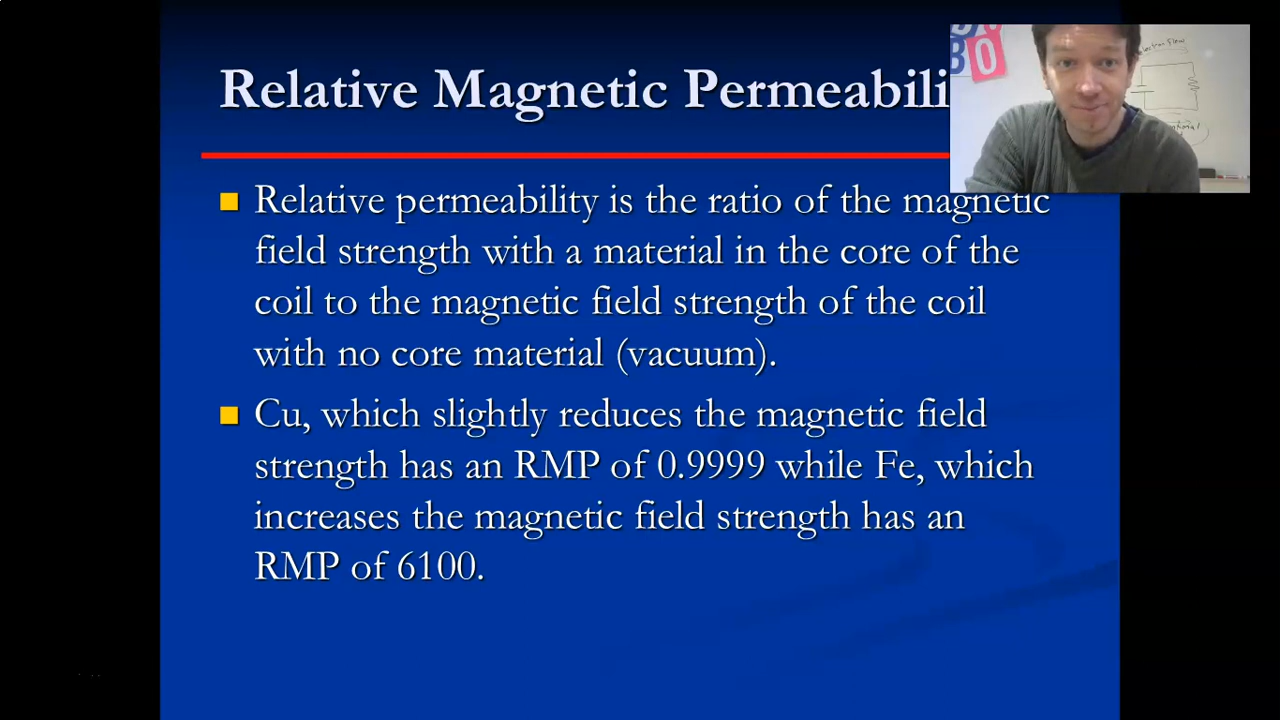 Relative Magnetic Permeabili
Relative permeability is the ratio of the magnetic
field strength with a material in the core of the
coil to the magnetic field strength of the coil
with no core material (vacuum).
Cu, which slightly reduces the magnetic field
strength has an RMP of 0.9999 while Fe, which
increases the magnetic field strength has an
RMP of 6100.